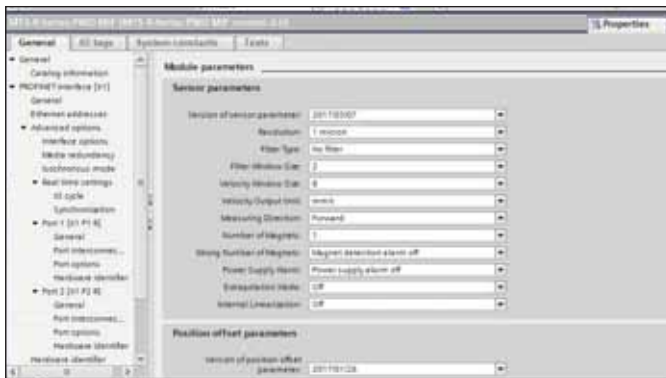 Properties
General
IO tags
System constants
Texts
General
Catalog information
PROFINET interface [X1]
General
Ethernet addresses
Advanced options
Interface options
Media redundancy
Isochronous mode
Real time settings
IO cycle
Synchronization
Port 1 [X1 P1 R]
General
Port interconnec...
Port options
Hardware identifier
Port 2 [X1 P2 R]
General
Port interconnec...
Port options
Hardware identifier
Hardware identifier
Module parameters
Sensor parameters
Version of sensor parameter: 2017/03/07
Resolution: 1 micron
Filter Type: No filter
Filter Window Size: 2
Velocity Window Size: 8
Velocity Output Unit: mm/s
Measuring Direction: Forward
Number of Magnets: 1
Wrong Number of Magnets: Magnet detection alarm off
Power Supply Alarm: Power supply alarm off
Extrapolation Mode: Off
Internal Linearization: Off
Position offset parameters
Version of position offset
parameter: